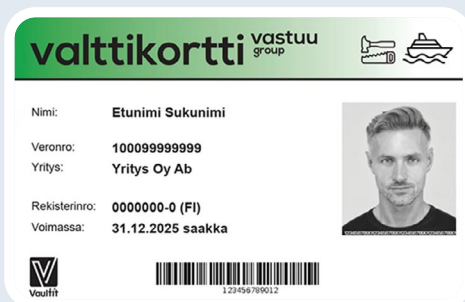 valttikortti vastuu group
Nimi: Etunimi Sukunimi
Veronro: 100099999999
Yritys: Yritys Oy Ab
Rekisterinro: 0000000-0 (FI)
Voimassa: 31.12.2025 saakka
Vaultit
123456789012